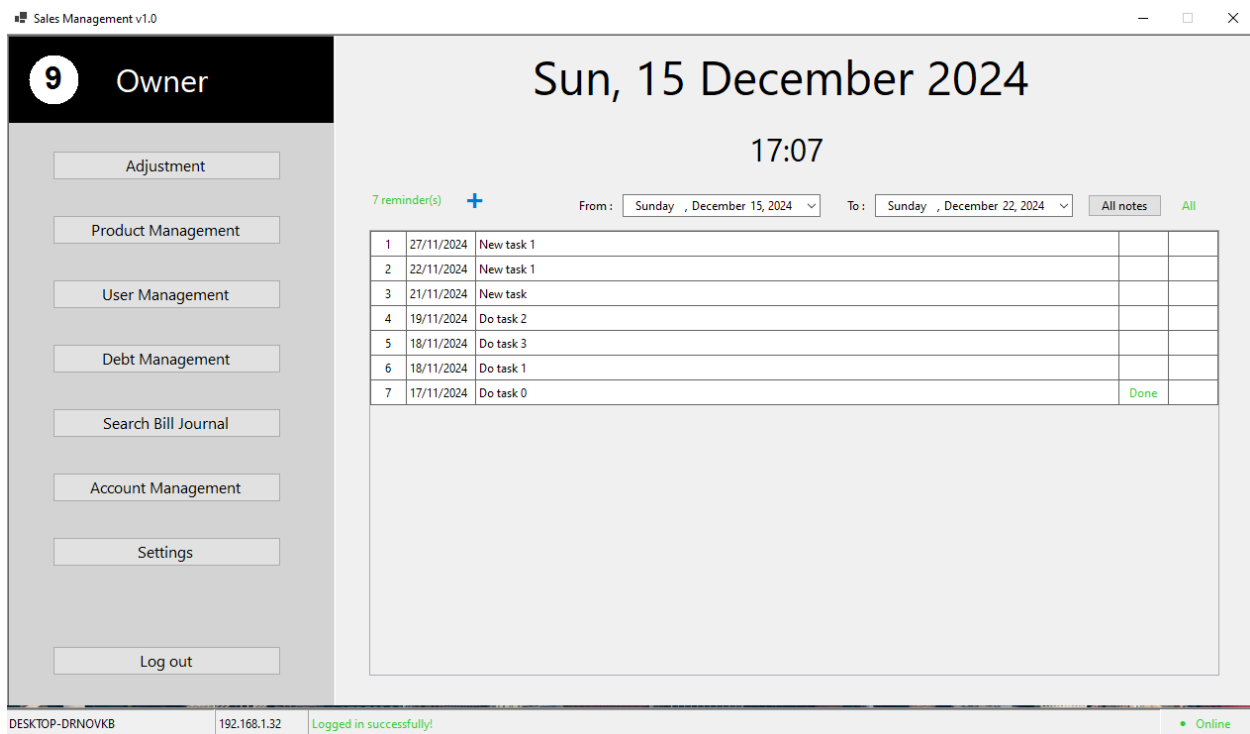 Sales Management v1.0
9 Owner
Sun, 15 December 2024
17:07
Adjustment
Product Management
User Management
Debt Management
Search Bill Journal
Account Management
Settings
Log out
7 reminder(s) + From : Sunday , December 15, 2024 To : Sunday , December 22, 2024 All notes All
1 27/11/2024 New task 1
2 22/11/2024 New task 1
3 21/11/2024 New task
4 19/11/2024 Do task 2
5 18/11/2024 Do task 3
6 18/11/2024 Do task 1
7 17/11/2024 Do task 0 Done
DESKTOP-DRNOVKB 192.168.1.32 Logged in successfully! • Online